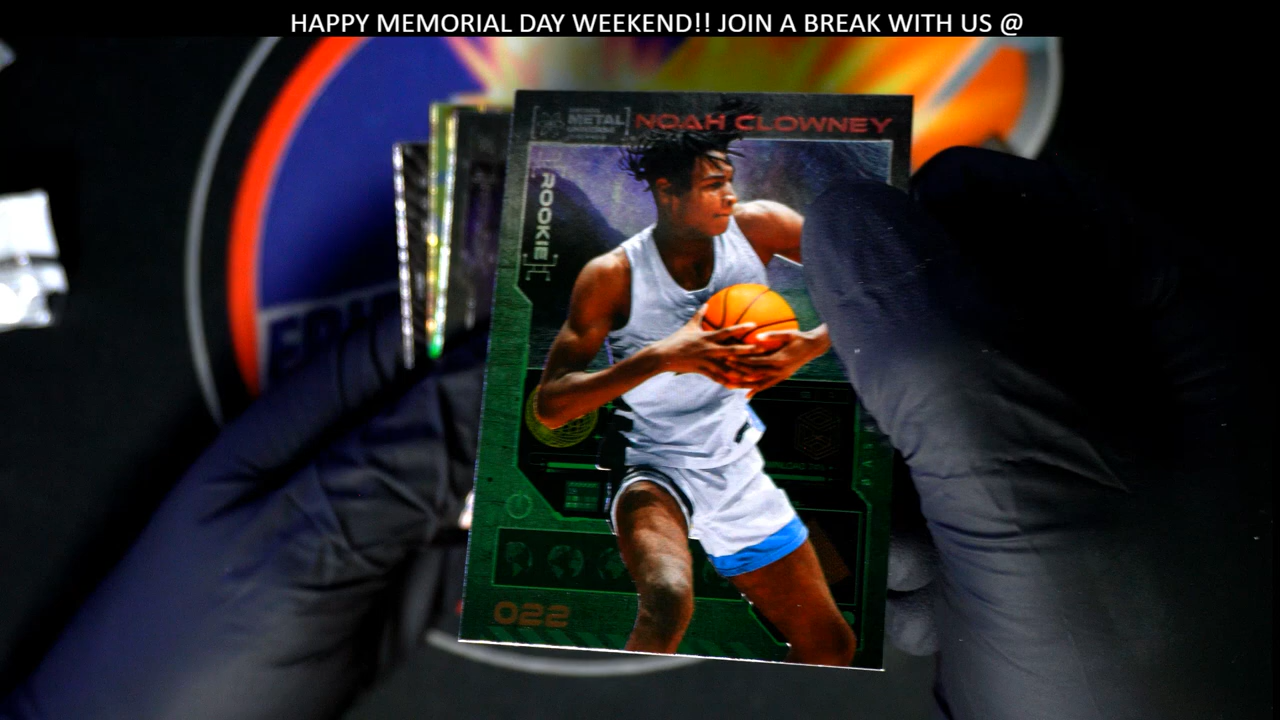 HAPPY MEMORIAL DAY WEEKEND!! JOIN A BREAK WITH US @
METAL
UNIVERSE
NOAH CLOWNEY
ROOKIE
022